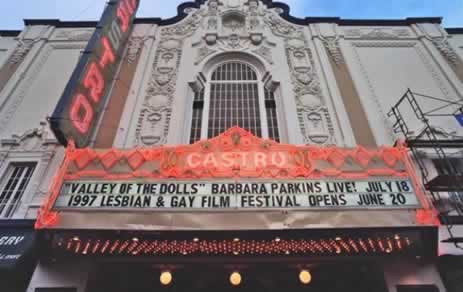 CASTRO
CASTRO
"VALLEY OF THE DOLLS" BARBARA PARKINS LIVE! JULY 18
1997 LESBIAN & GAY FILM FESTIVAL OPENS JUNE 20